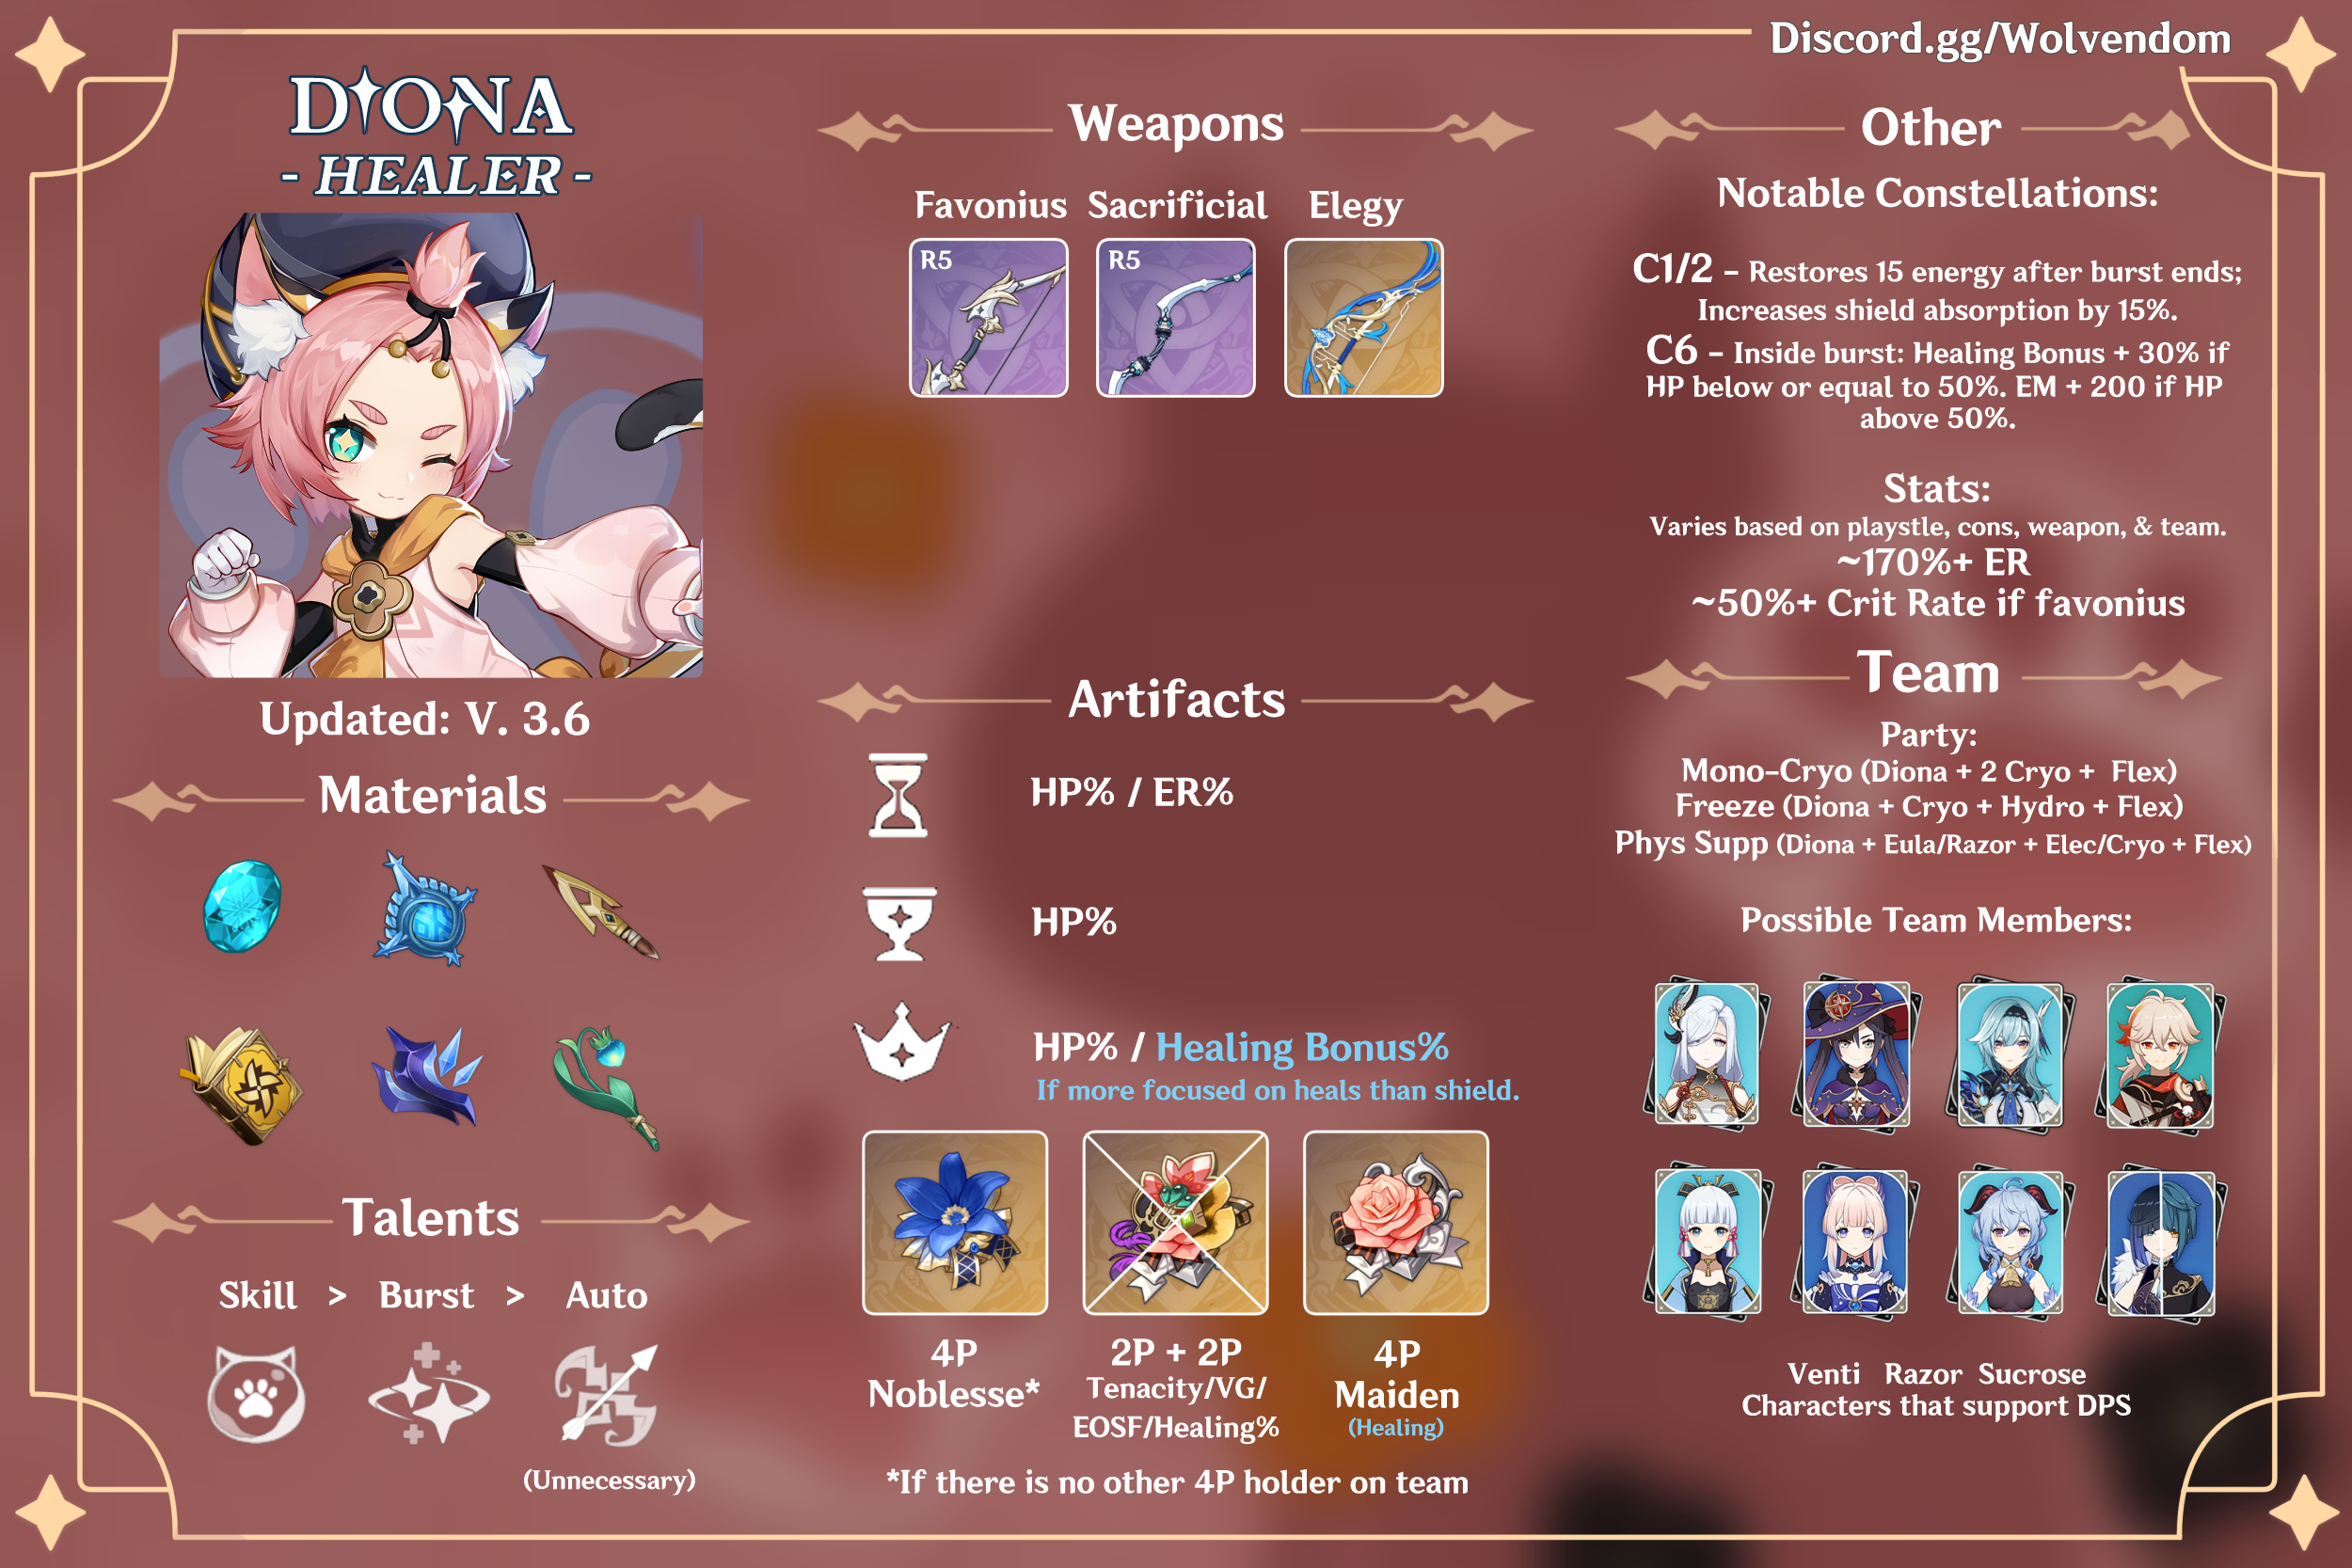 Discord.gg/Wolvendom
DIONA
- HEALER -
Updated: V. 3.6
Materials
Talents
Skill > Burst > Auto
(Unnecessary)
Weapons
Favonius Sacrificial Elegy
R5 R5
Artifacts
HP% / ER%
HP%
HP% / Healing Bonus%
If more focused on heals than shield.
4P
Noblesse*
2P + 2P
Tenacity/VG/
EOSF/Healing%
4P
Maiden
(Healing)
*If there is no other 4P holder on team
Other
Notable Constellations:
C1/2 - Restores 15 energy after burst ends;
Increases shield absorption by 15%.
C6 - Inside burst: Healing Bonus + 30% if
HP below or equal to 50%. EM + 200 if HP
above 50%.
Stats:
Varies based on playstle, cons, weapon, & team.
~170%+ ER
~50%+ Crit Rate if favonius
Team
Party:
Mono-Cryo (Diona + 2 Cryo + Flex)
Freeze (Diona + Cryo + Hydro + Flex)
Phys Supp (Diona + Eula/Razor + Elec/Cryo + Flex)
Possible Team Members:
Venti Razor Sucrose
Characters that support DPS